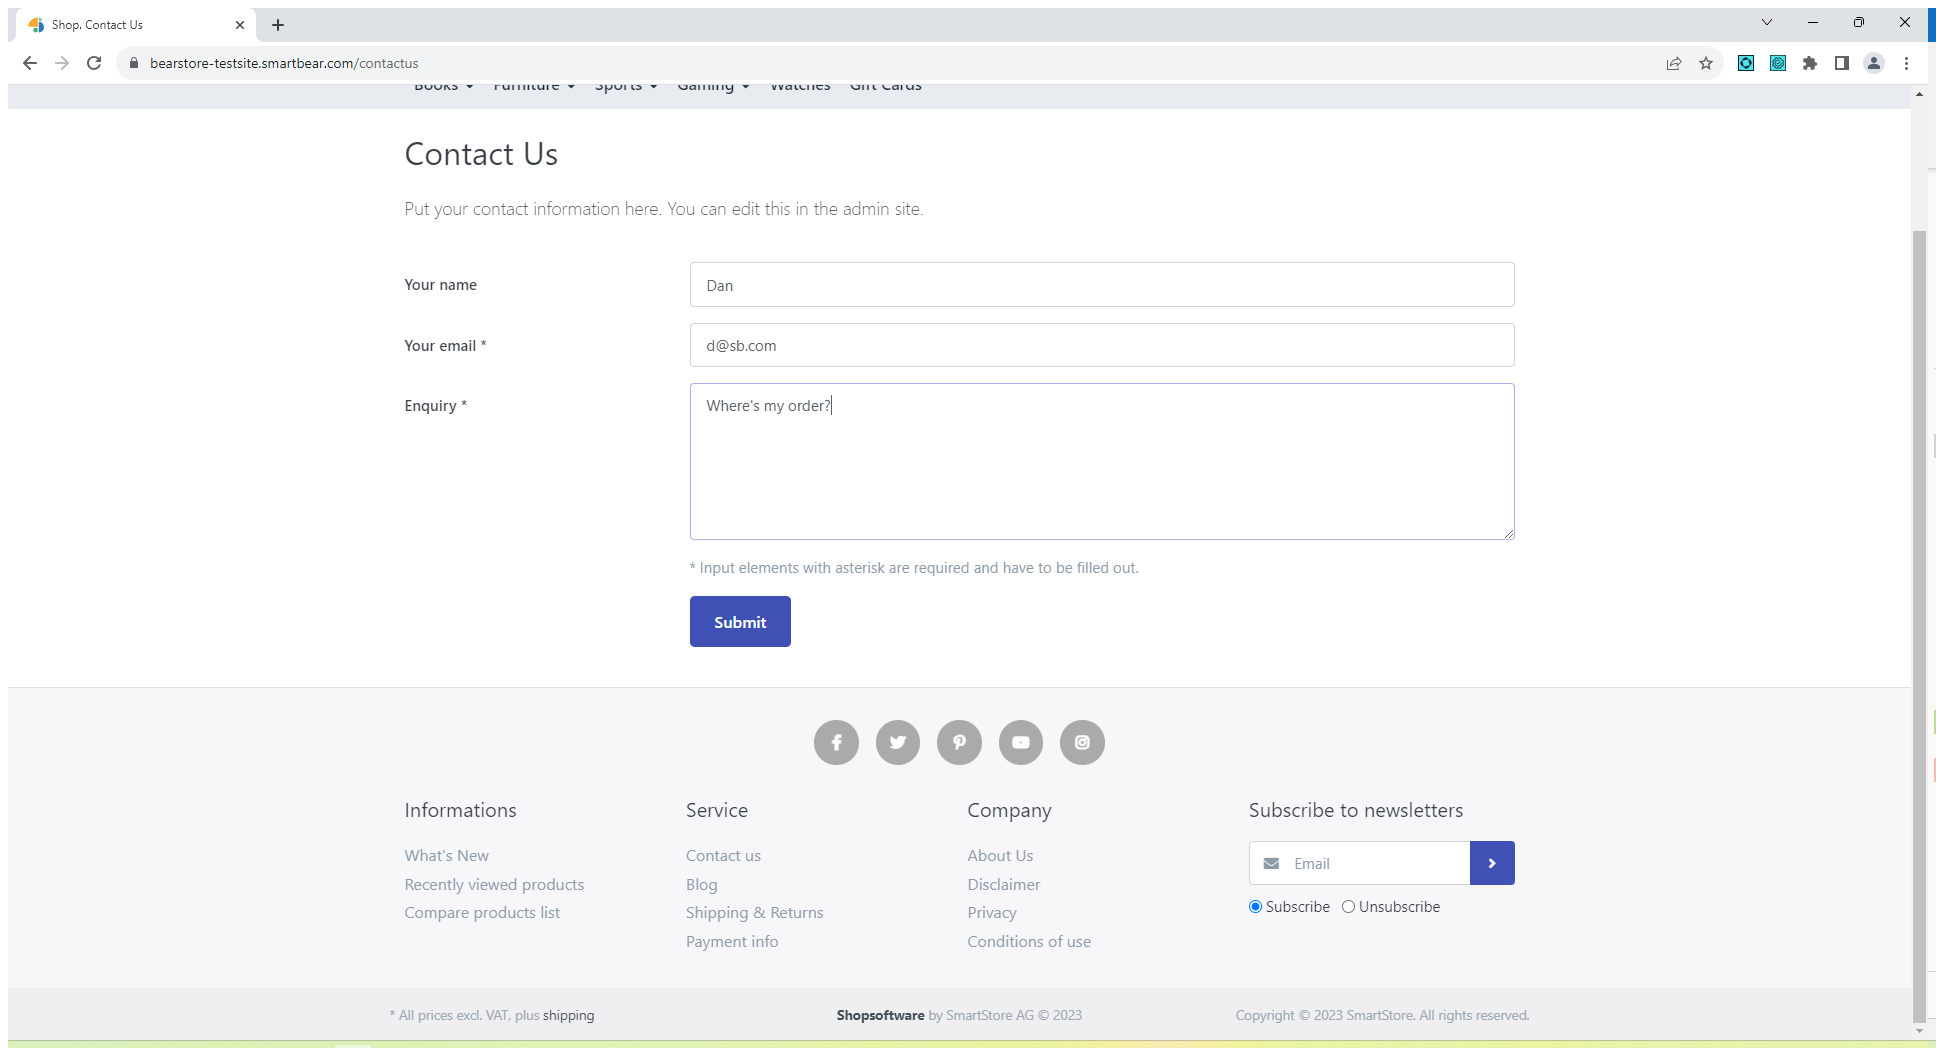 Shop. Contact Us
bearstore-testsite.smartbear.com/contactus
Books Furniture Sports Gaming Watches Gift Cards
Contact Us
Put your contact information here. You can edit this in the admin site.
Your name
Dan
Your email *
d@sb.com
Enquiry *
Where's my order?
* Input elements with asterisk are required and have to be filled out.
Submit
Informations
What's New
Recently viewed products
Compare products list
Service
Contact us
Blog
Shipping & Returns
Payment info
Company
About Us
Disclaimer
Privacy
Conditions of use
Subscribe to newsletters
Email
Subscribe Unsubscribe
* All prices excl. VAT, plus shipping
Shopsoftware by SmartStore AG © 2023
Copyright © 2023 SmartStore. All rights reserved.